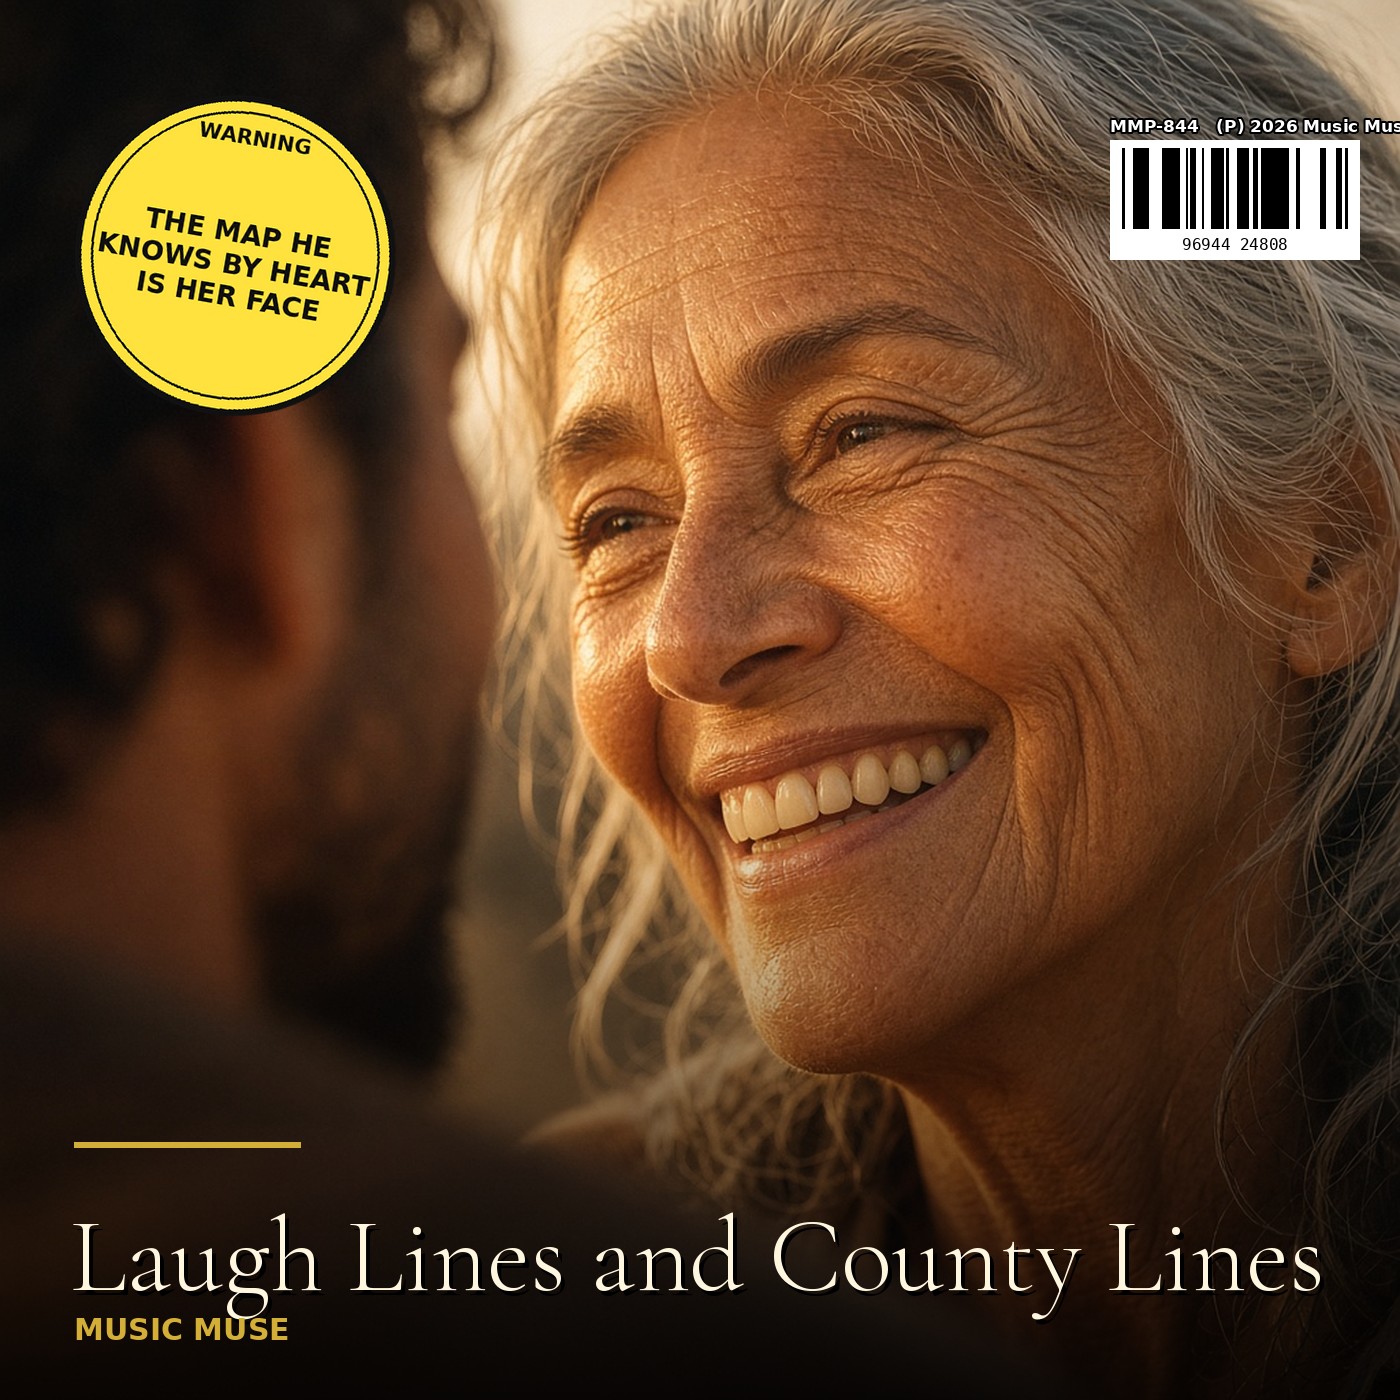 WARNING
THE MAP HE
KNOWS BY HEART
IS HER FACE
MMP-844 (P) 2026 Music Mus
96944 24808
Laugh Lines and County Lines
MUSIC MUSE